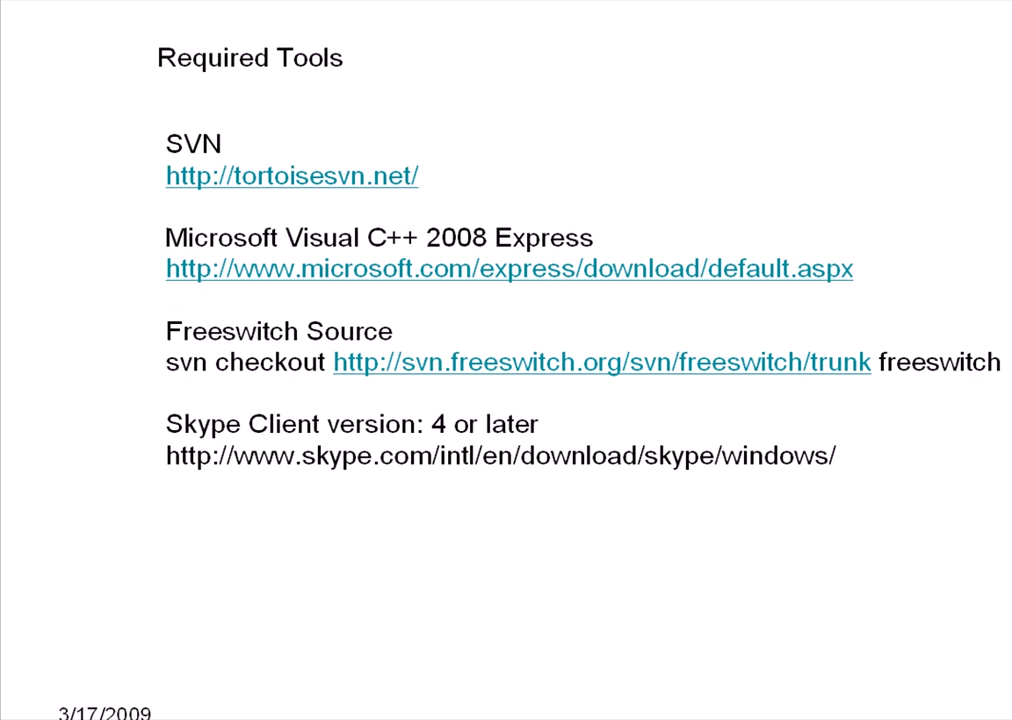 Required Tools
SVN
http://tortoisesvn.net/
Microsoft Visual C++ 2008 Express
http://www.microsoft.com/express/download/default.aspx
Freeswitch Source
svn checkout http://svn.freeswitch.org/svn/freeswitch/trunk freeswitch
Skype Client version: 4 or later
http://www.skype.com/intl/en/download/skype/windows/
3/17/2009